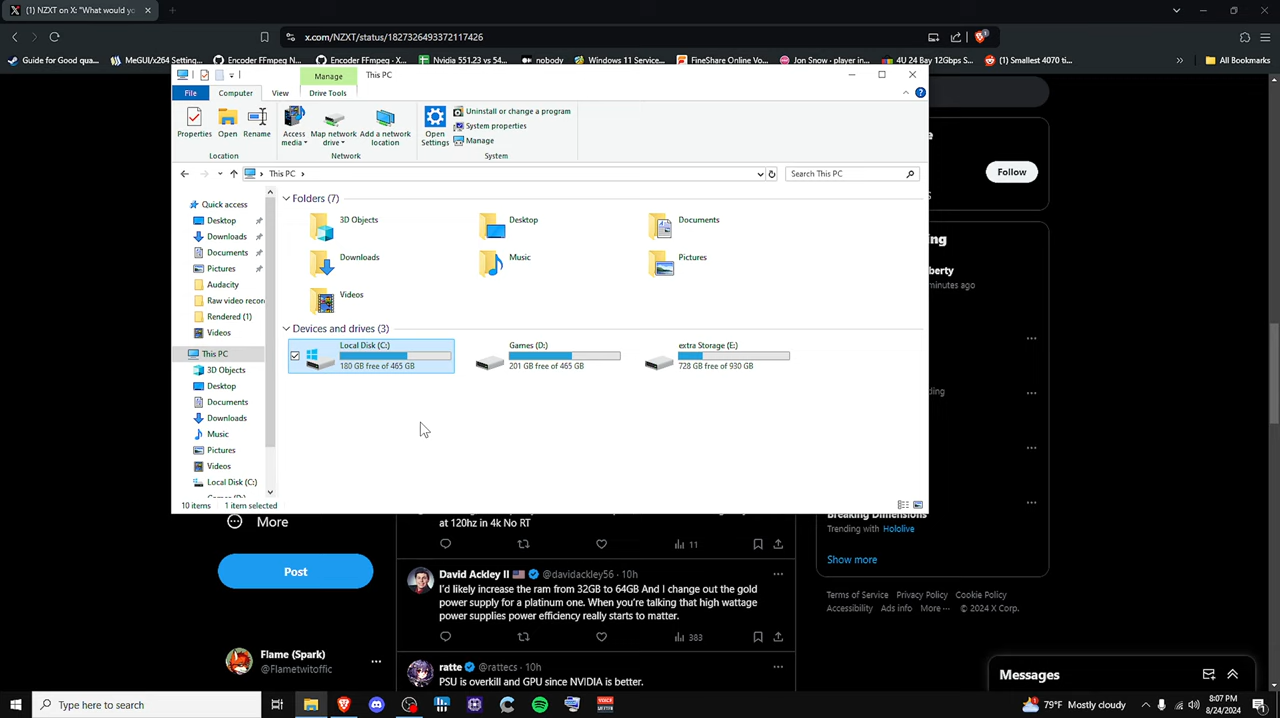 (1) NZXT on X: "What would yo
x.com/NZXT/status/1827326493372117426
Guide for Good qua...
MeGUI/x264 Setting...
Encoder FFmpeg N...
Encoder FFmpeg · X...
Nvidia 551.23 vs 54...
nobody
Windows 11 Service...
FineShare Online Vo...
Jon Snow - player in...
4U 24 Bay 12Gbps S...
(1) Smallest 4070 ti...
All Bookmarks
Manage
This PC
File
Computer
View
Drive Tools
Properties
Open
Rename
Access media
Map network drive
Add a network location
Open Settings
Uninstall or change a program
System properties
Manage
Location
Network
System
This PC
Search This PC
Follow
Quick access
Desktop
Downloads
Documents
Pictures
Audacity
Raw video recor
Rendered (1)
Videos
This PC
3D Objects
Desktop
Documents
Downloads
Music
Pictures
Videos
Local Disk (C:)
Folders (7)
3D Objects
Desktop
Documents
Downloads
Music
Pictures
Videos
Devices and drives (3)
Local Disk (C:)
180 GB free of 465 GB
Games (D:)
201 GB free of 465 GB
extra Storage (E:)
728 GB free of 930 GB
10 items
1 item selected
minutes ago
More
Post
Flame (Spark)
@Flametwitoffic
at 120hz in 4k No RT
11
David Ackley II @davidackley56 · 10h
I'd likely increase the ram from 32GB to 64GB And I change out the gold
power supply for a platinum one. When you're talking that high wattage
power supplies power efficiency really starts to matter.
383
ratte @rattecs · 10h
PSU is overkill and GPU since NVIDIA is better.
Breaking Dimensions
Trending with Hololive
Show more
Terms of Service Privacy Policy Cookie Policy
Accessibility Ads info More ··· © 2024 X Corp.
Messages
Type here to search
79°F Mostly cloudy
8:07 PM
8/24/2024